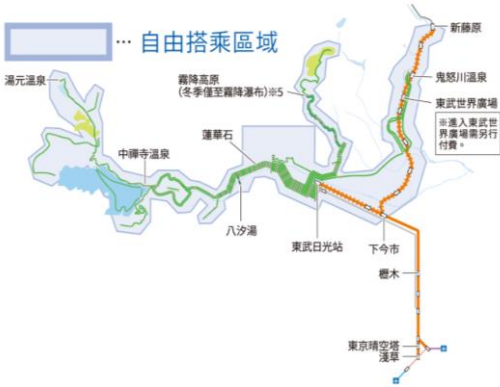 … 自由搭乘區域
新藤原
湯元溫泉
霧降高原
(冬季僅至霧降瀑布)※5
鬼怒川溫泉
東武世界廣場
※進入東武世
界廣場需另行
付費。
蓮華石
中禪寺溫泉
八汐湯
東武日光站
下今市
櫪木
東京晴空塔
淺草